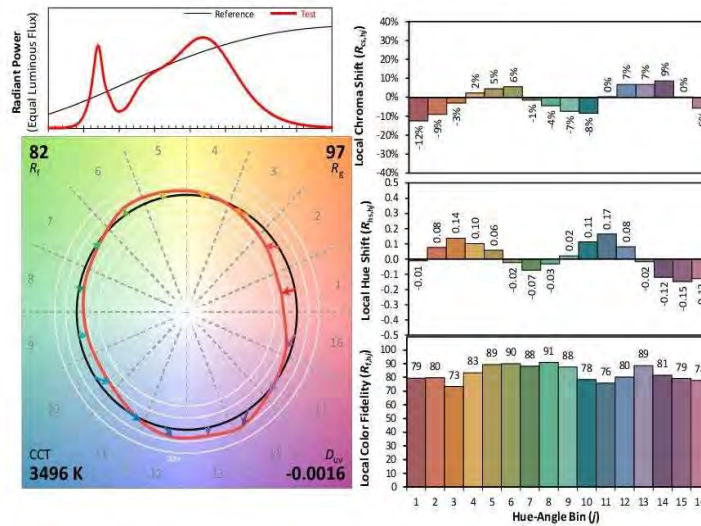 Reference Test
Radiant Power
(Equal Luminous Flux)
82
Rf
97
Rg
5 4
6 3
7 2
8 1
9 16
10
12 13
CCT
3496 K
Duv
-0.0016
Local Chroma Shift (Rcs,hj)
40%
30%
20%
10%
0%
-10%
-20%
-30%
-40%
-12% -9% -3% 2% 5% 6% -1% -4% -7% -8% 0% 7% 7% 9% 0%
Local Hue Shift (Rhs,hj)
0.5
0.4
0.3
0.2
0.1
0.0
-0.1
-0.2
-0.3
-0.4
-0.5
-0.01 0.08 0.14 0.10 0.06 -0.02 -0.07 -0.03 0.02 0.11 0.17 0.08 -0.02 -0.12 -0.15
Local Color Fidelity (Rf,hj)
100
90
80
70
60
50
40
30
20
10
0
79 80 73 83 89 90 88 91 88 78 76 80 89 81 79
1 2 3 4 5 6 7 8 9 10 11 12 13 14 15
Hue-Angle Bin (j)